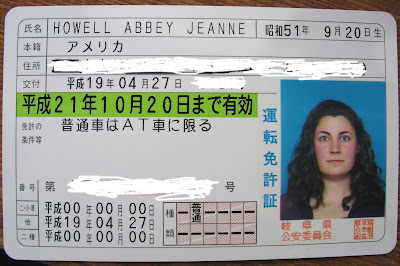 氏名 HOWELL ABBEY JEANNE 昭和51年 9月20日生
本籍 アメリカ
住所
交付 平成19年04月27日
平成21年10月20日まで有効
免許の条件等 普通車はAT車に限る
運転免許証
番号 第 号
二・小・原 平成00年00月00日
他 平成19年04月27日
二種 平成00年00月00日
種類 普通
岐阜県
公安委員会